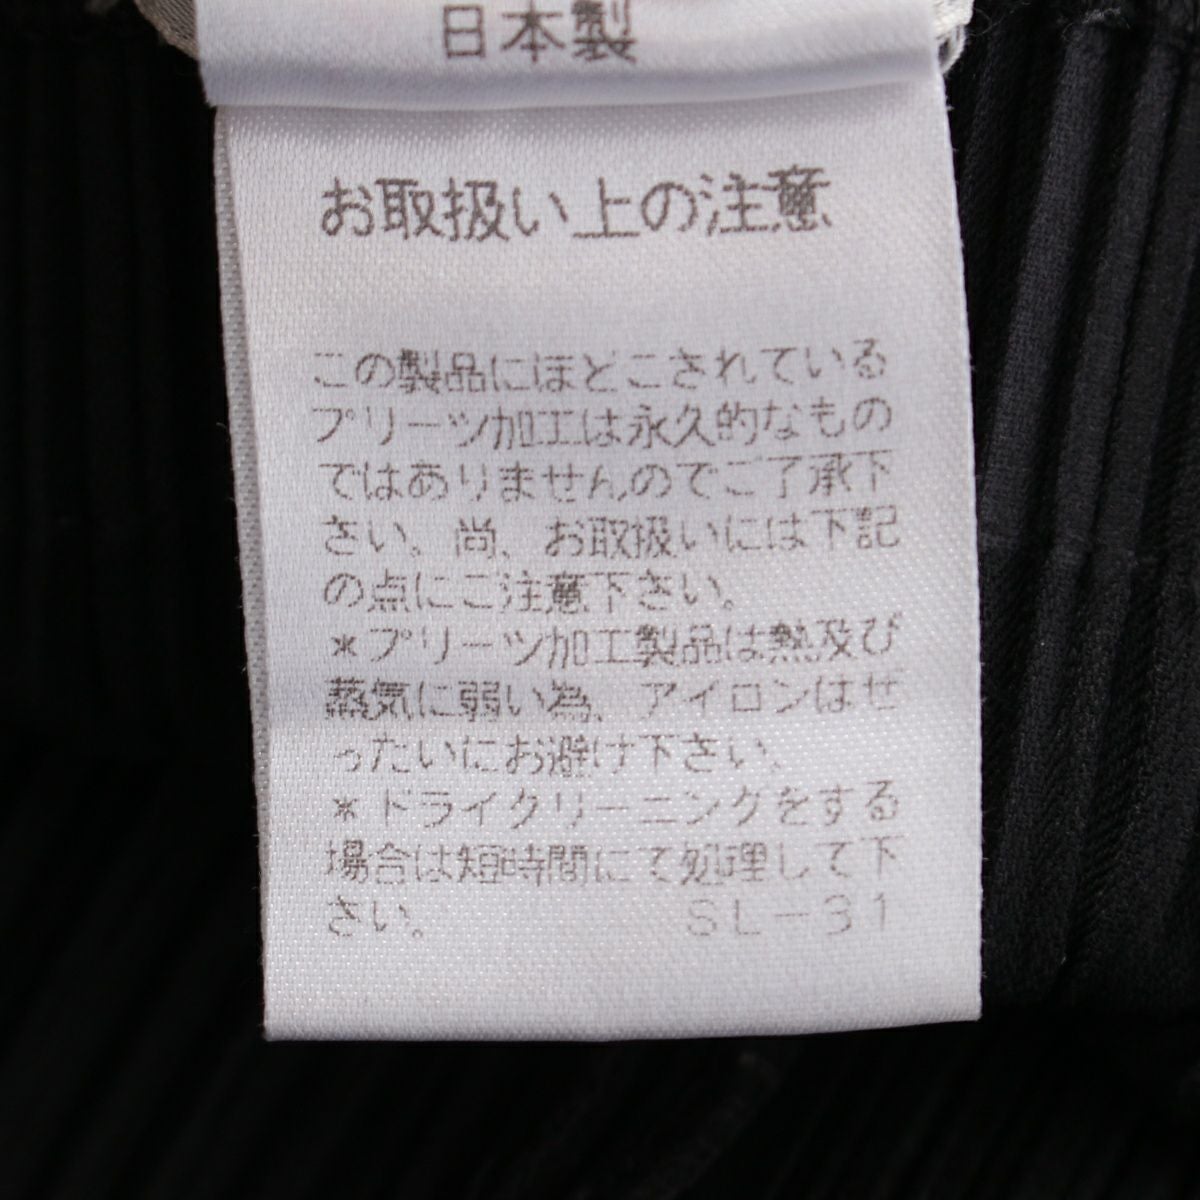 日本製
お取扱い上の注意
この製品にほどこされている
プリーツ加工は永久的なもの
ではありませんのでご了承下
さい。尚、お取扱いには下記
の点にご注意下さい。
＊プリーツ加工製品は熱及び
蒸気に弱い為、アイロンはぜ
ったいにお避け下さい。
＊ドライクリーニングをする
場合は短時間にて処理して下
さい。 SL-31